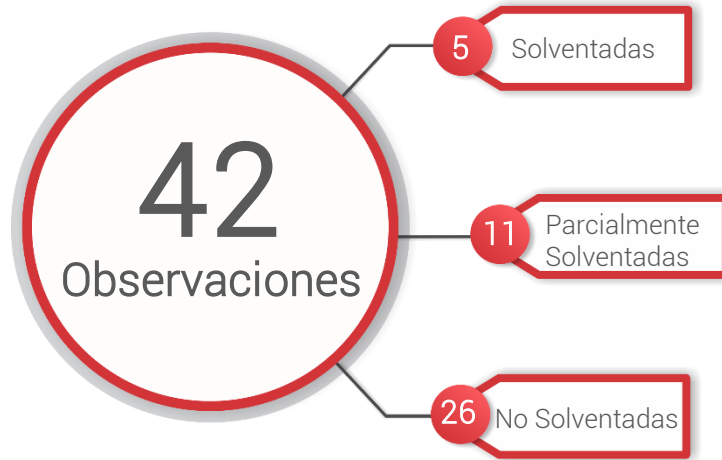 42
Observaciones
5
Solventadas
11
Parcialmente
Solventadas
26
No Solventadas